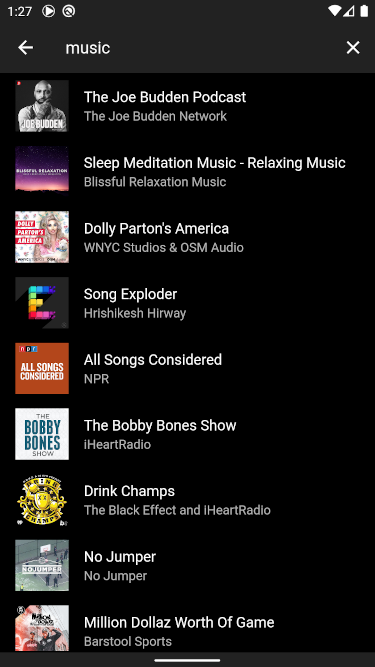 1:27
music
The Joe Budden Podcast
The Joe Budden Network
JOE BUDDEN
Sleep Meditation Music - Relaxing Music
Blissful Relaxation Music
BLISSFUL RELAXATION
Dolly Parton's America
WNYC Studios & OSM Audio
DOLLY
PARTON'S
AMERICA
Song Exploder
Hrishikesh Hirway
E
All Songs Considered
NPR
npr
ALL SONGS
CONSIDERED
The Bobby Bones Show
iHeartRadio
THE
BOBBY
BONES
SHOW
Drink Champs
The Black Effect and iHeartRadio
DRINK
CHAMPS
No Jumper
No Jumper
NOJUMPER
Million Dollaz Worth Of Game
Barstool Sports